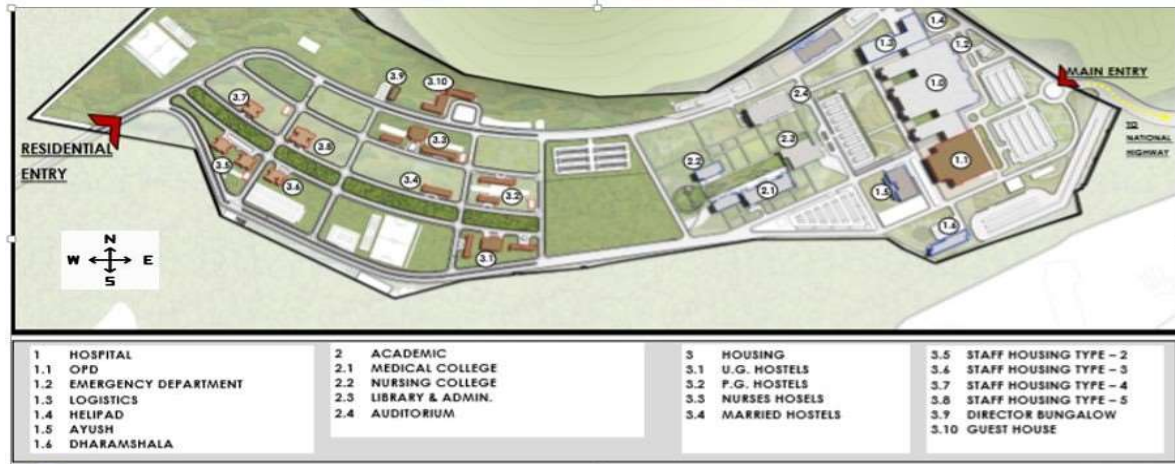 1.4
1.3
1.2
MAIN ENTRY
3.9
3.10
1.0
2.4
3.7
TO
NATIONAL
HIGHWAY
3.3
2.3
RESIDENTIAL
ENTRY
3.8
2.2
1.1
3.5
3.4
3.6
3.2
2.1
1.5
1.6
N
W E
S
3.1
1 HOSPITAL
1.1 OPD
1.2 EMERGENCY DEPARTMENT
1.3 LOGISTICS
1.4 HELIPAD
1.5 AYUSH
1.6 DHARAMSHALA
2 ACADEMIC
2.1 MEDICAL COLLEGE
2.2 NURSING COLLEGE
2.3 LIBRARY & ADMIN.
2.4 AUDITORIUM
3 HOUSING
3.1 U.G. HOSTELS
3.2 P.G. HOSTELS
3.3 NURSES HOSELS
3.4 MARRIED HOSTELS
3.5 STAFF HOUSING TYPE – 2
3.6 STAFF HOUSING TYPE – 3
3.7 STAFF HOUSING TYPE – 4
3.8 STAFF HOUSING TYPE – 5
3.9 DIRECTOR BUNGALOW
3.10 GUEST HOUSE